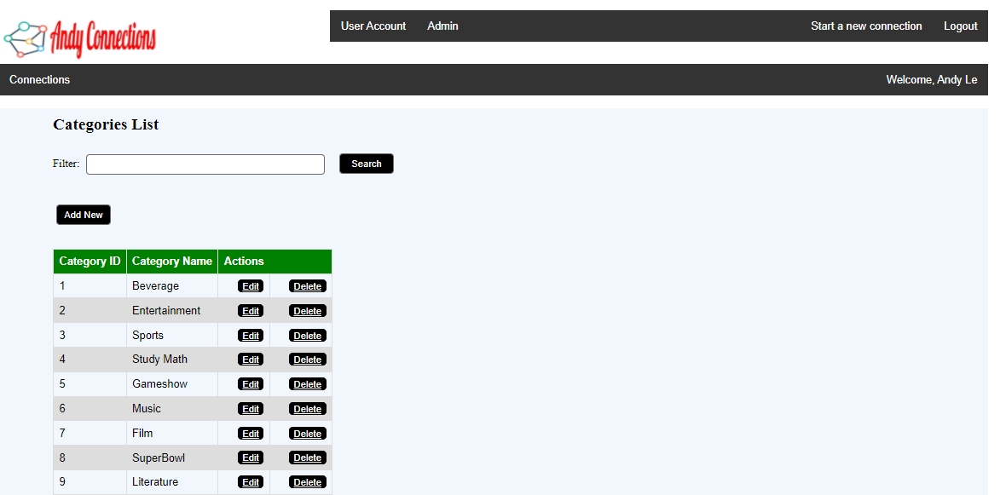 Andy Connections
User Account Admin Start a new connection Logout
Connections Welcome, Andy Le
Categories List
Filter: Search
Add New
Category ID Category Name Actions
1 Beverage Edit Delete
2 Entertainment Edit Delete
3 Sports Edit Delete
4 Study Math Edit Delete
5 Gameshow Edit Delete
6 Music Edit Delete
7 Film Edit Delete
8 SuperBowl Edit Delete
9 Literature Edit Delete